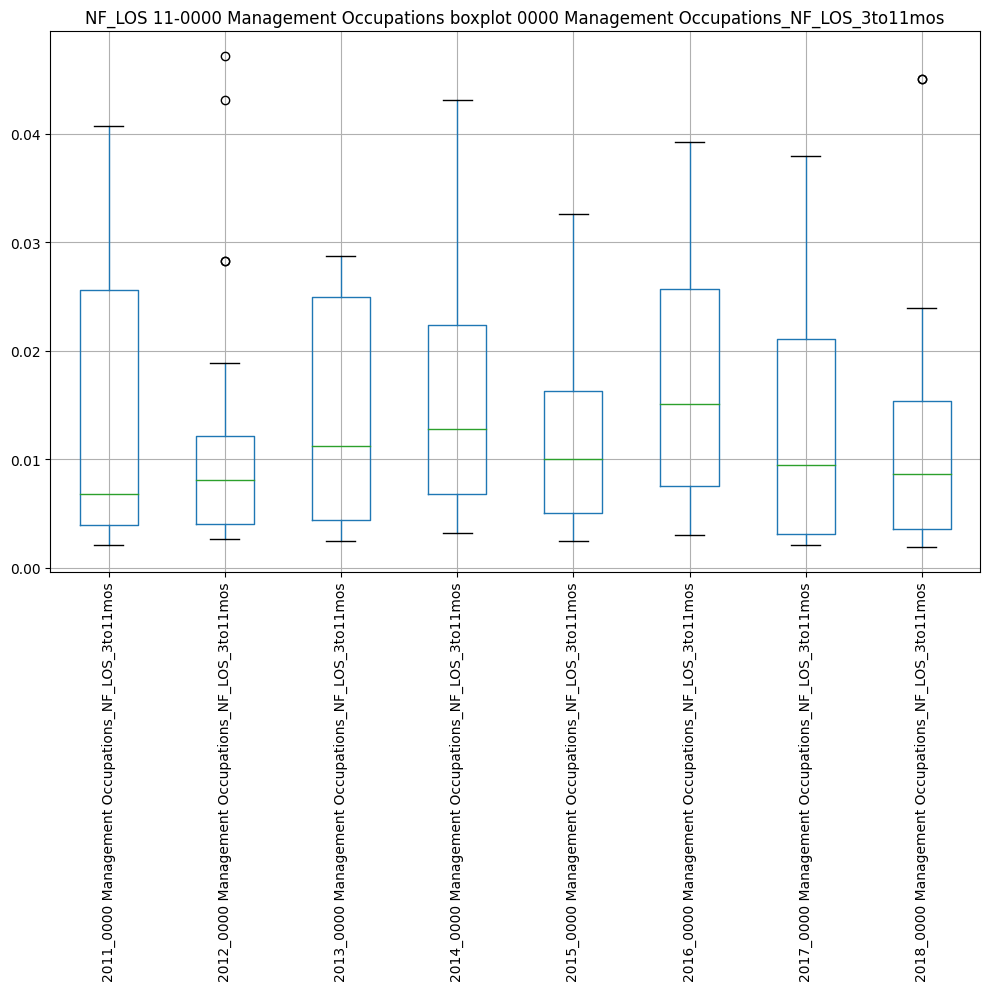 NF_LOS 11-0000 Management Occupations boxplot 0000 Management Occupations_NF_LOS_3to11mos
0.04
0.03
0.02
0.01
0.00
2011_0000 Management Occupations_NF_LOS_3to11mos
2012_0000 Management Occupations_NF_LOS_3to11mos
2013_0000 Management Occupations_NF_LOS_3to11mos
2014_0000 Management Occupations_NF_LOS_3to11mos
2015_0000 Management Occupations_NF_LOS_3to11mos
2016_0000 Management Occupations_NF_LOS_3to11mos
2017_0000 Management Occupations_NF_LOS_3to11mos
2018_0000 Management Occupations_NF_LOS_3to11mos